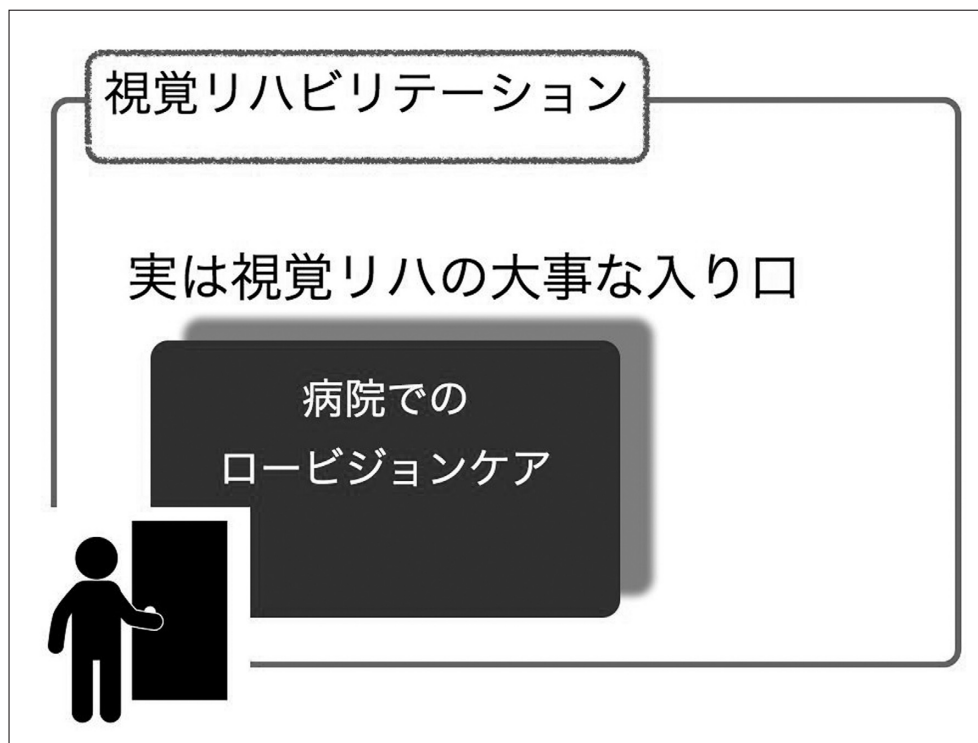 視覚リハビリテーション
実は視覚リハの大事な入り口
病院での
ロービジョンケア